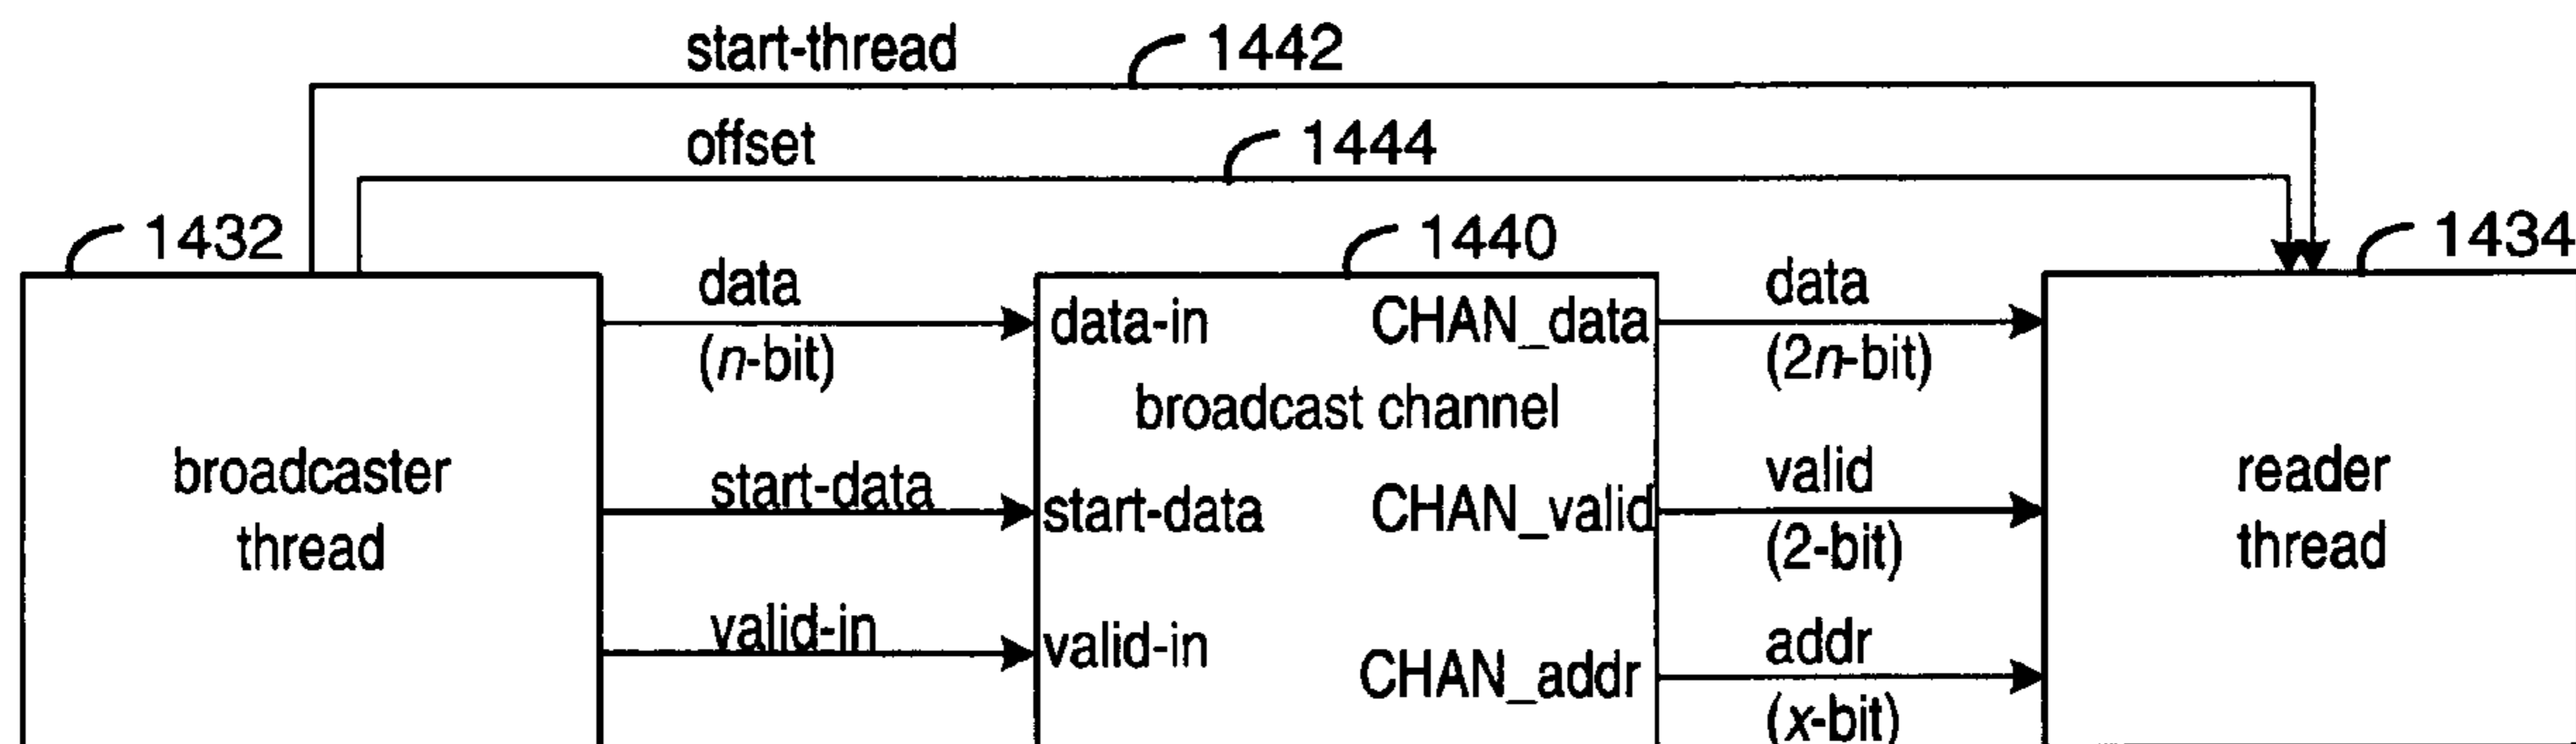 start-thread 1442
offset 1444
1432
1440
1434
data
(n-bit)
data-in
CHAN_data
data
(2n-bit)
broadcast channel
broadcaster
thread
start-data
start-data
CHAN_valid
valid
(2-bit)
reader
thread
valid-in
valid-in
CHAN_addr
addr
(x-bit)